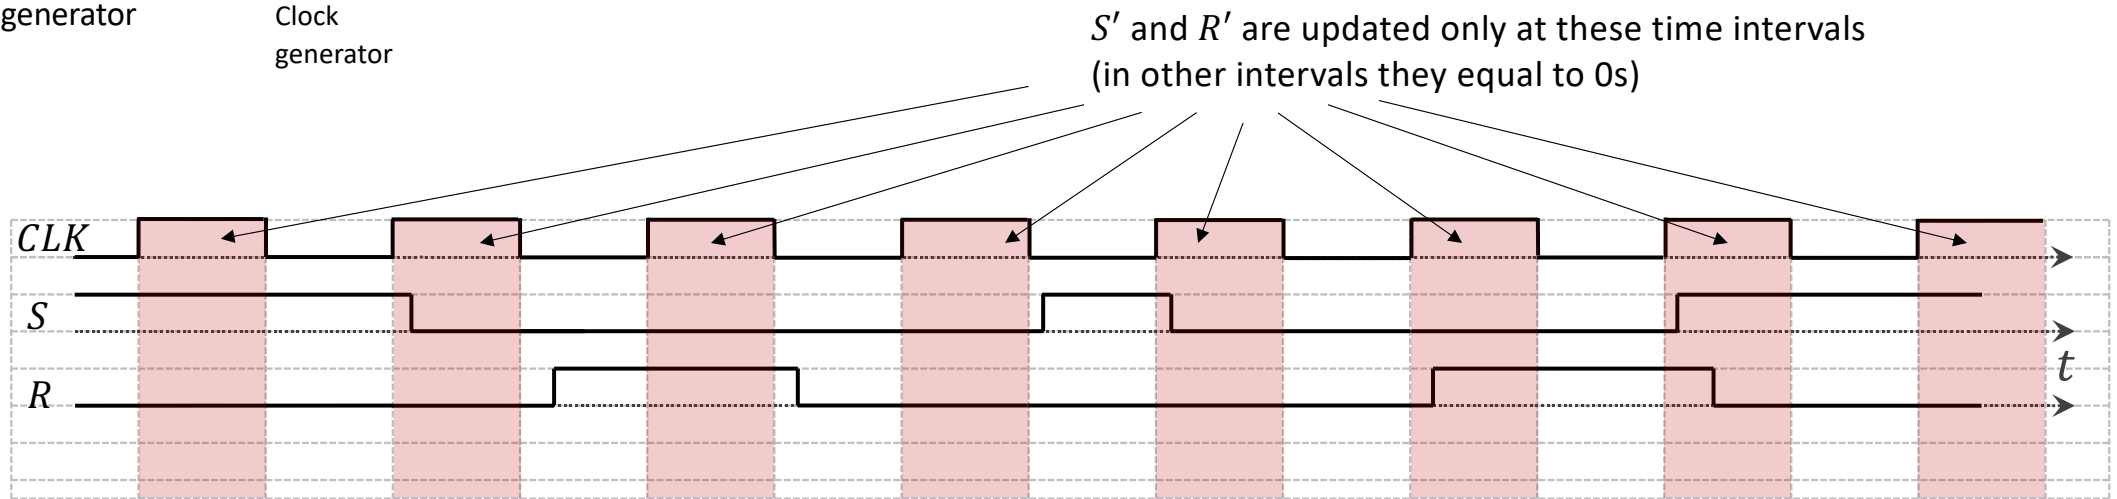 generator
Clock
generator
S′ and R′ are updated only at these time intervals
(in other intervals they equal to 0s)
CLK
S
t
R